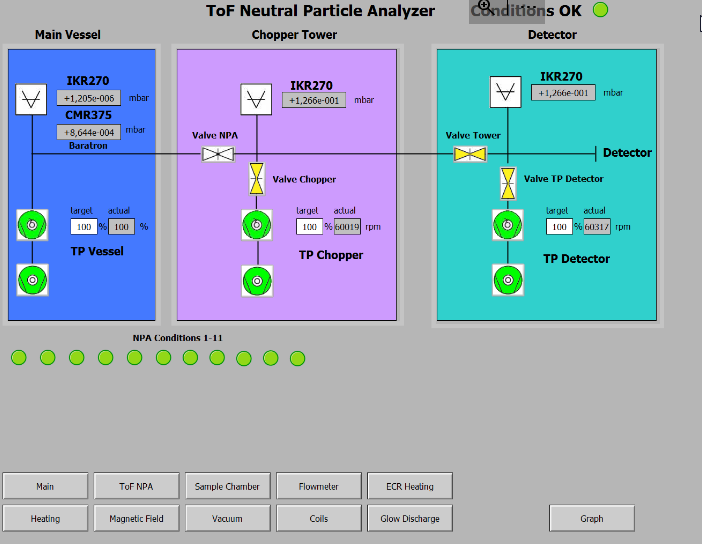 ToF Neutral Particle Analyzer
Conditions OK
Main Vessel
Chopper Tower
Detector
IKR270
+1,205e-006 mbar
CMR375
+8,644e-004 mbar
Baratron
IKR270
+1,266e-001 mbar
IKR270
+1,266e-001 mbar
Valve NPA
Valve Tower
Detector
Valve Chopper
Valve TP Detector
target actual
100 % 100 %
TP Vessel
target actual
100 % 60019 rpm
TP Chopper
target actual
100 % 60317 rpm
TP Detector
NPA Conditions 1-11
Main
ToF NPA
Sample Chamber
Flowmeter
ECR Heating
Heating
Magnetic Field
Vacuum
Coils
Glow Discharge
Graph